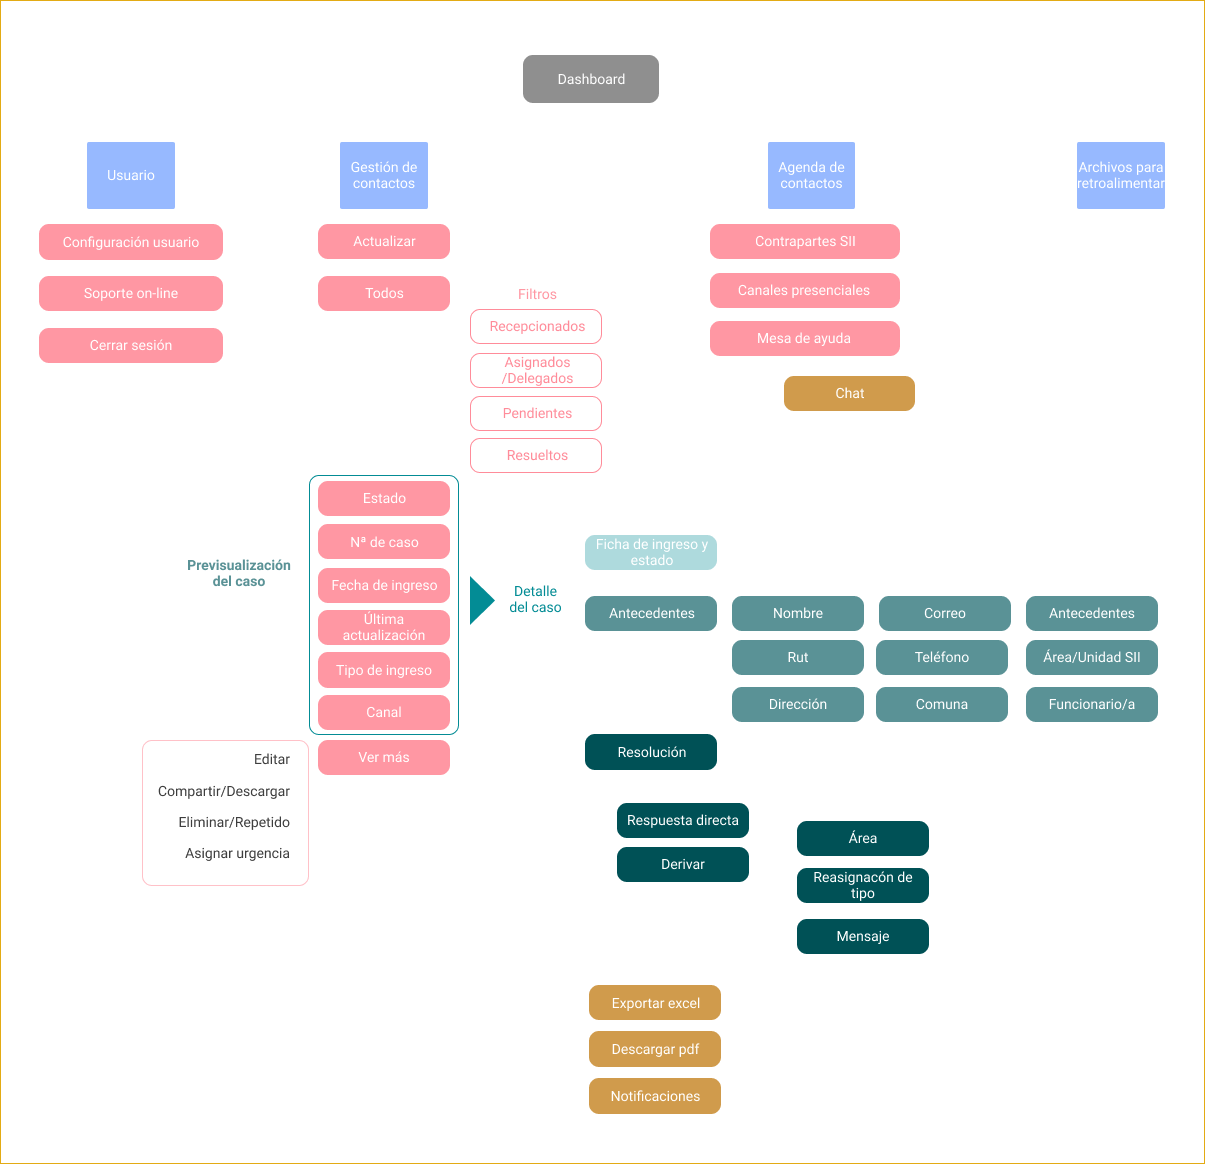 Dashboard
Usuario
Gestión de
contactos
Agenda de
contactos
Archivos para
retroalimentar
Configuración usuario
Soporte on-line
Cerrar sesión
Actualizar
Todos
Filtros
Recepcionados
Asignados
/Delegados
Pendientes
Resueltos
Contrapartes SII
Canales presenciales
Mesa de ayuda
Chat
Previsualización
del caso
Estado
Nª de caso
Fecha de ingreso
Última
actualización
Tipo de ingreso
Canal
Ver más
Editar
Compartir/Descargar
Eliminar/Repetido
Asignar urgencia
Detalle
del caso
Ficha de ingreso y
estado
Antecedentes
Nombre
Correo
Antecedentes
Rut
Teléfono
Área/Unidad SII
Dirección
Comuna
Funcionario/a
Resolución
Respuesta directa
Derivar
Área
Reasignacón de
tipo
Mensaje
Exportar excel
Descargar pdf
Notificaciones